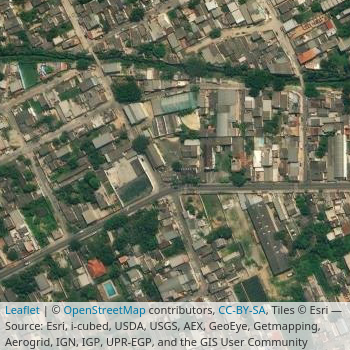 Leaflet | © OpenStreetMap contributors, CC-BY-SA, Tiles © Esri —
Source: Esri, i-cubed, USDA, USGS, AEX, GeoEye, Getmapping,
Aerogrid, IGN, IGP, UPR-EGP, and the GIS User Community